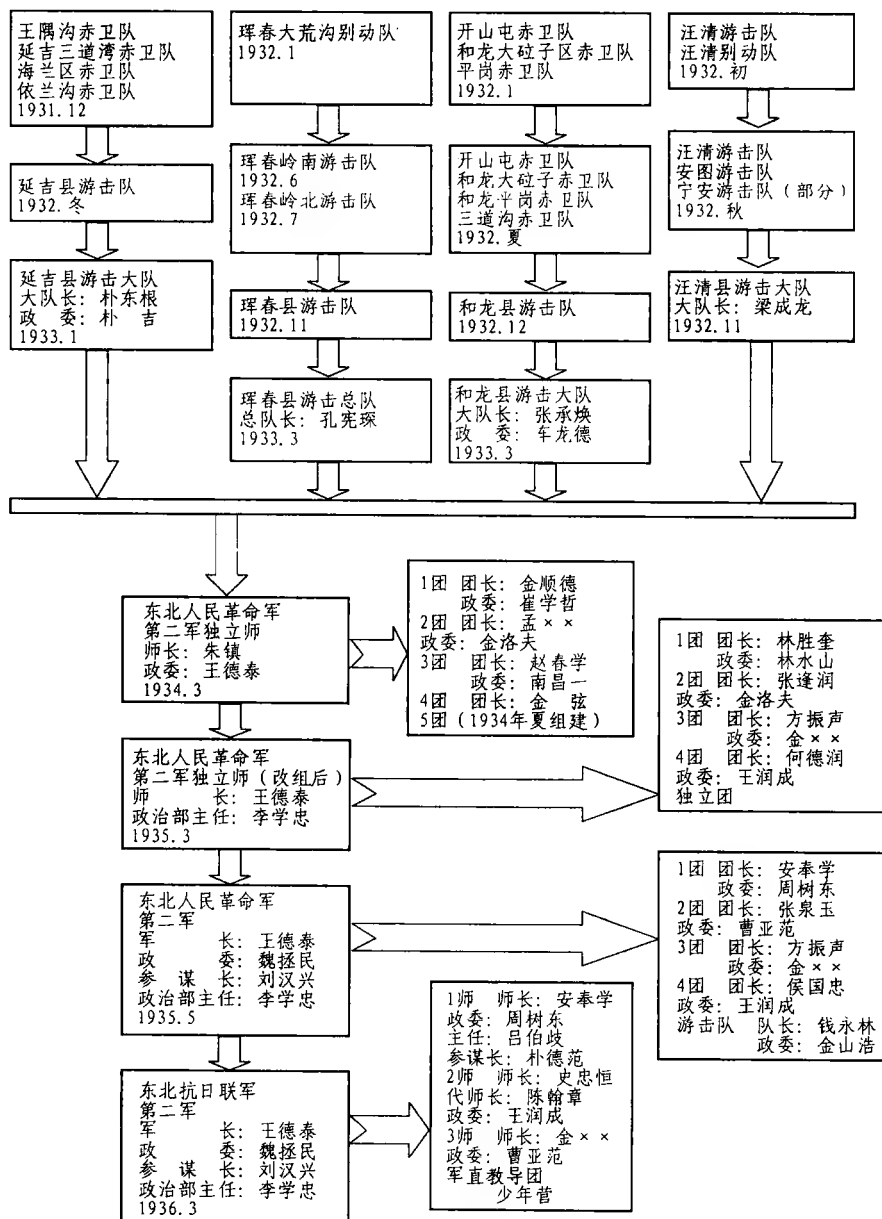 王隅沟赤卫队
延吉三道湾赤卫队
海兰区赤卫队
依兰沟赤卫队
1931.12
延吉县游击队
1932.冬
延吉县游击大队
大队长：朴东根
政　委：朴　吉
1933.1
珲春大荒沟别动队
1932.1
珲春岭南游击队
1932.6
珲春岭北游击队
1932.7
珲春县游击队
1932.11
珲春县游击总队
总队长：孔宪琛
1933.3
开山屯赤卫队
和龙大砬子区赤卫队
平岗赤卫队
1932.1
开山屯赤卫队
和龙大砬子赤卫队
和龙平岗赤卫队
三道沟赤卫队
1932.夏
和龙县游击队
1932.12
和龙县游击大队
大队长：张承焕
政　委：车龙德
1933.3
汪清游击队
汪清别动队
1932.初
汪清游击队
安图游击队
宁安游击队（部分）
1932.秋
汪清县游击大队
大队长：梁成龙
1932.11
东北人民革命军
第二军独立师
师长：朱镇
政委：王德泰
1934.3
1团 团长：金顺德
政委：崔学哲
2团 团长：孟××
政委：金洛夫
3团　团长：赵春学
政委：南昌一
4团　团长：金　弦
5团（1934年夏组建）
东北人民革命军
第二军独立师（改组后）
师　　　长：王德泰
政治部主任：李学忠
1935.3
1团 团长：林胜奎
政委：林水山
2团 团长：张逢润
政委：金洛夫
3团　团长：方振声
政委：金××
4团　团长：何德润
政委：王润成
独立团
东北人民革命军
第二军
军　　　长：王德泰
政　　　委：魏拯民
参　谋　长：刘汉兴
政治部主任：李学忠
1935.5
1团 团长：安奉学
政委：周树东
2团 团长：张泉玉
政委：曹亚范
3团　团长：方振声
政委：金××
4团　团长：侯国忠
政委：王润成
游击队　队长：钱永林
政委：金山浩
东北抗日联军
第二军
军　　　长：王德泰
政　　　委：魏拯民
参　谋　长：刘汉兴
政治部主任：李学忠
1936.3
1师　师长：安奉学
政委：周树东
主任：吕伯歧
参谋长：朴德范
2师　师长：史忠恒
代师长：陈翰章
政委：王润成
3师　师长：金××
政委：曹亚范
军直教导团
少年营